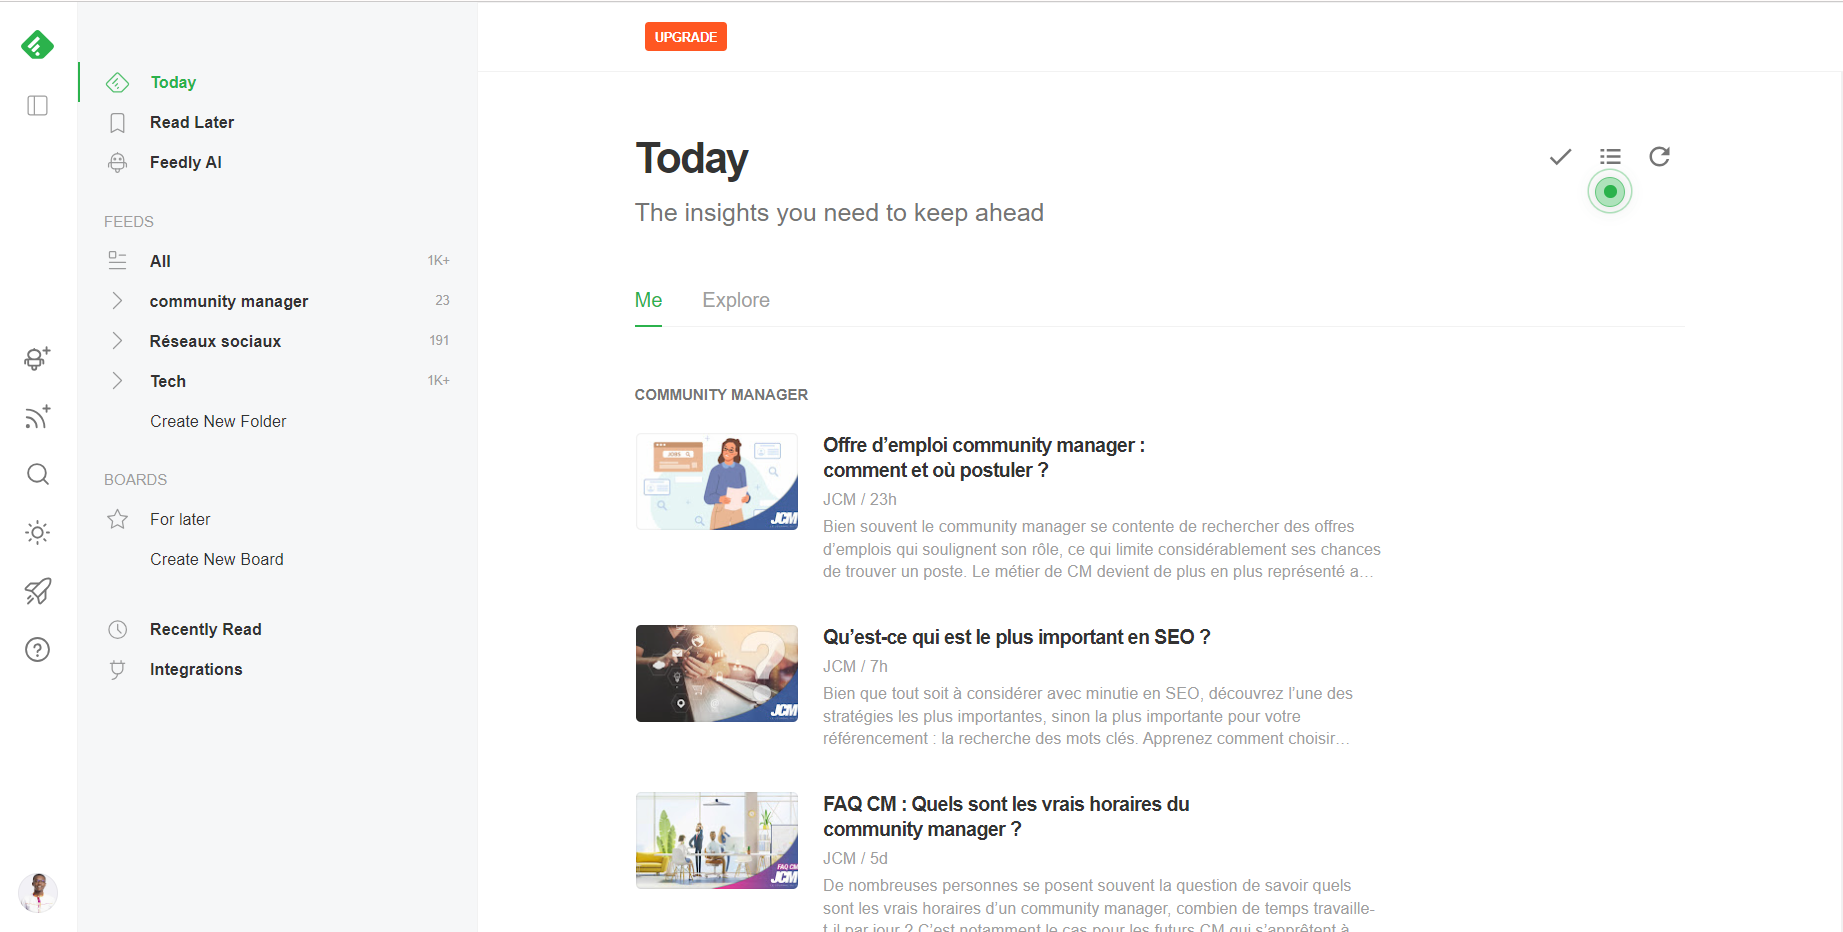 UPGRADE
Today
Read Later
Feedly AI
FEEDS
All 1K+
community manager 23
Réseaux sociaux 191
Tech 1K+
Create New Folder
BOARDS
For later
Create New Board
Recently Read
Integrations
Today
The insights you need to keep ahead
Me Explore
COMMUNITY MANAGER
JOBS
JCM
Offre d’emploi community manager :
comment et où postuler ?
JCM / 23h
Bien souvent le community manager se contente de rechercher des offres
d’emplois qui soulignent son rôle, ce qui limite considérablement ses chances
de trouver un poste. Le métier de CM devient de plus en plus représenté a…
JCM
Qu’est-ce qui est le plus important en SEO ?
JCM / 7h
Bien que tout soit à considérer avec minutie en SEO, découvrez l’une des
stratégies les plus importantes, sinon la plus importante pour votre
référencement : la recherche des mots clés. Apprenez comment choisir…
FAQ CM
JCM
FAQ CM : Quels sont les vrais horaires du
community manager ?
JCM / 5d
De nombreuses personnes se posent souvent la question de savoir quels
sont les vrais horaires d’un community manager, combien de temps travaille-
t il par jour ? C’est notamment le cas pour les futurs CM qui s’apprêtent à